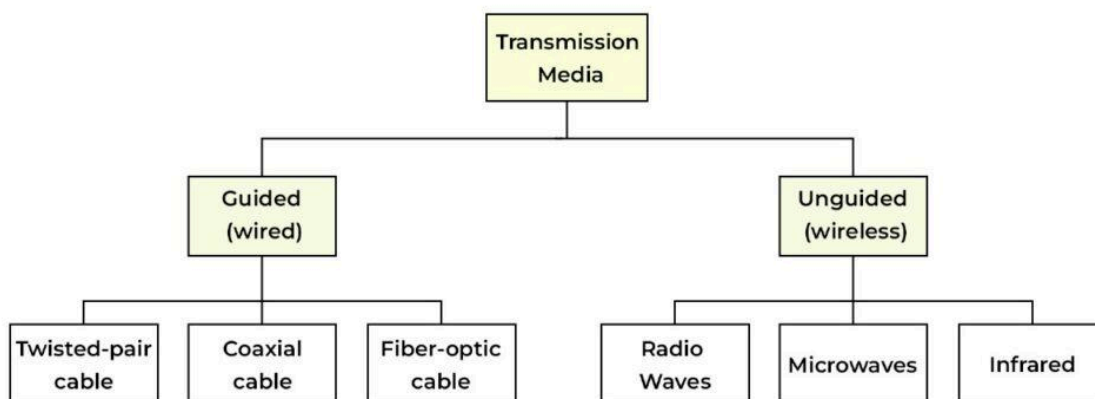 Transmission
Media
Guided
(wired)
Unguided
(wireless)
Twisted-pair
cable
Coaxial
cable
Fiber-optic
cable
Radio
Waves
Microwaves
Infrared